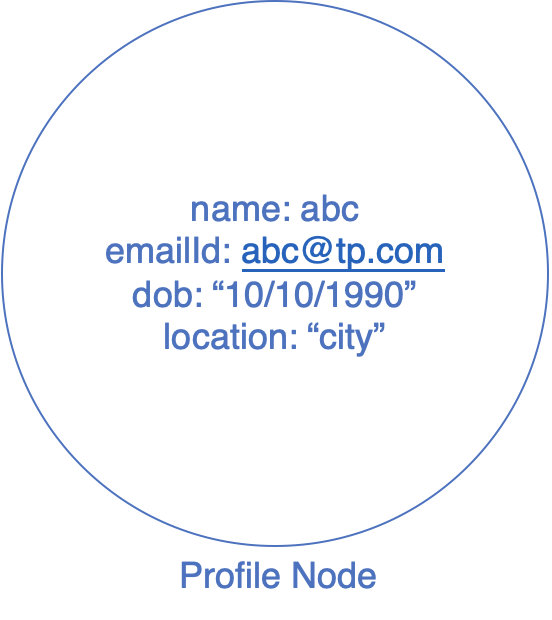 name: abc
emailId: abc@tp.com
dob: “10/10/1990”
location: “city”
Profile Node